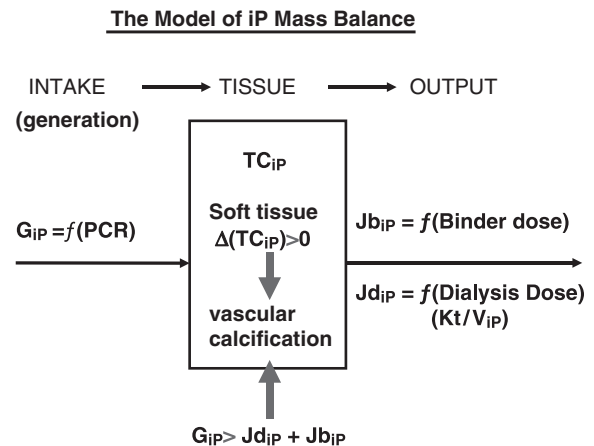 The Model of iP Mass Balance
INTAKE TISSUE OUTPUT
(generation)
TCiP
GiP =f(PCR)
Soft tissue
Δ(TCiP)>0
vascular
calcification
JbiP = f(Binder dose)
JdiP = f(Dialysis Dose)
(Kt/ViP)
GiP> JdiP + JbiP